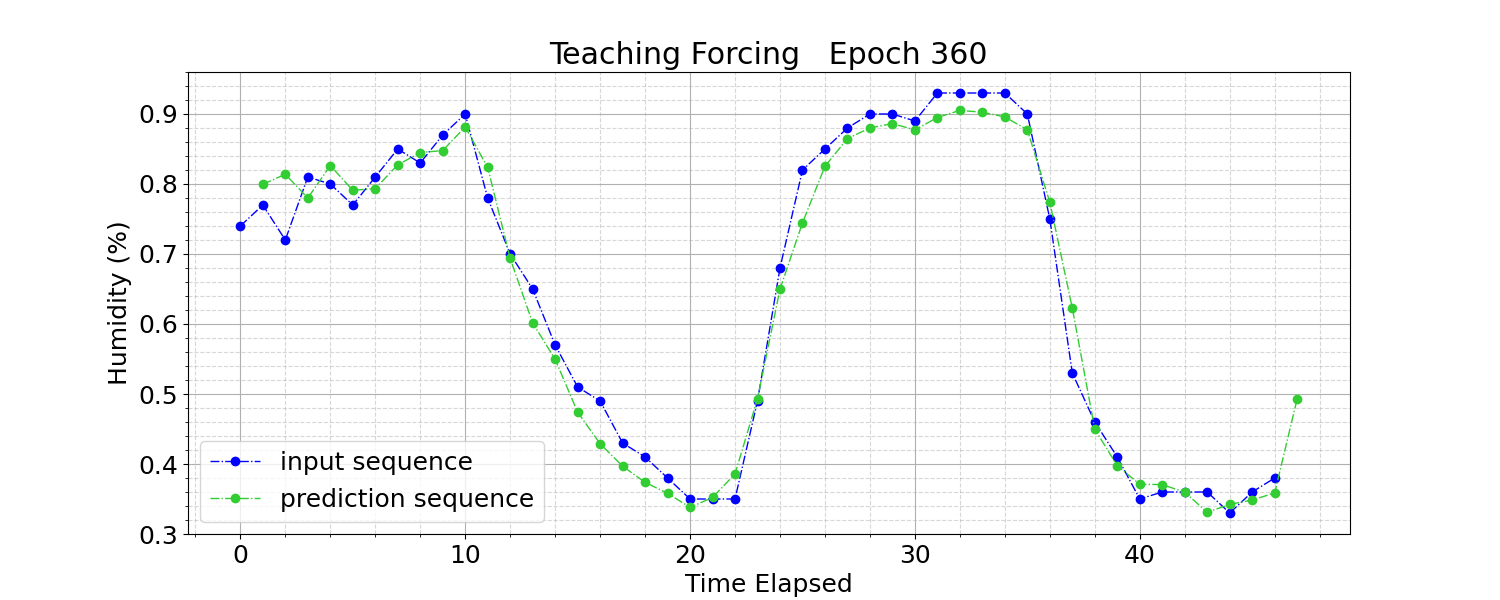 Teaching Forcing   Epoch 360
Humidity (%)
0.9
0.8
0.7
0.6
0.5
0.4
0.3
input sequence
prediction sequence
0 10 20 30 40
Time Elapsed